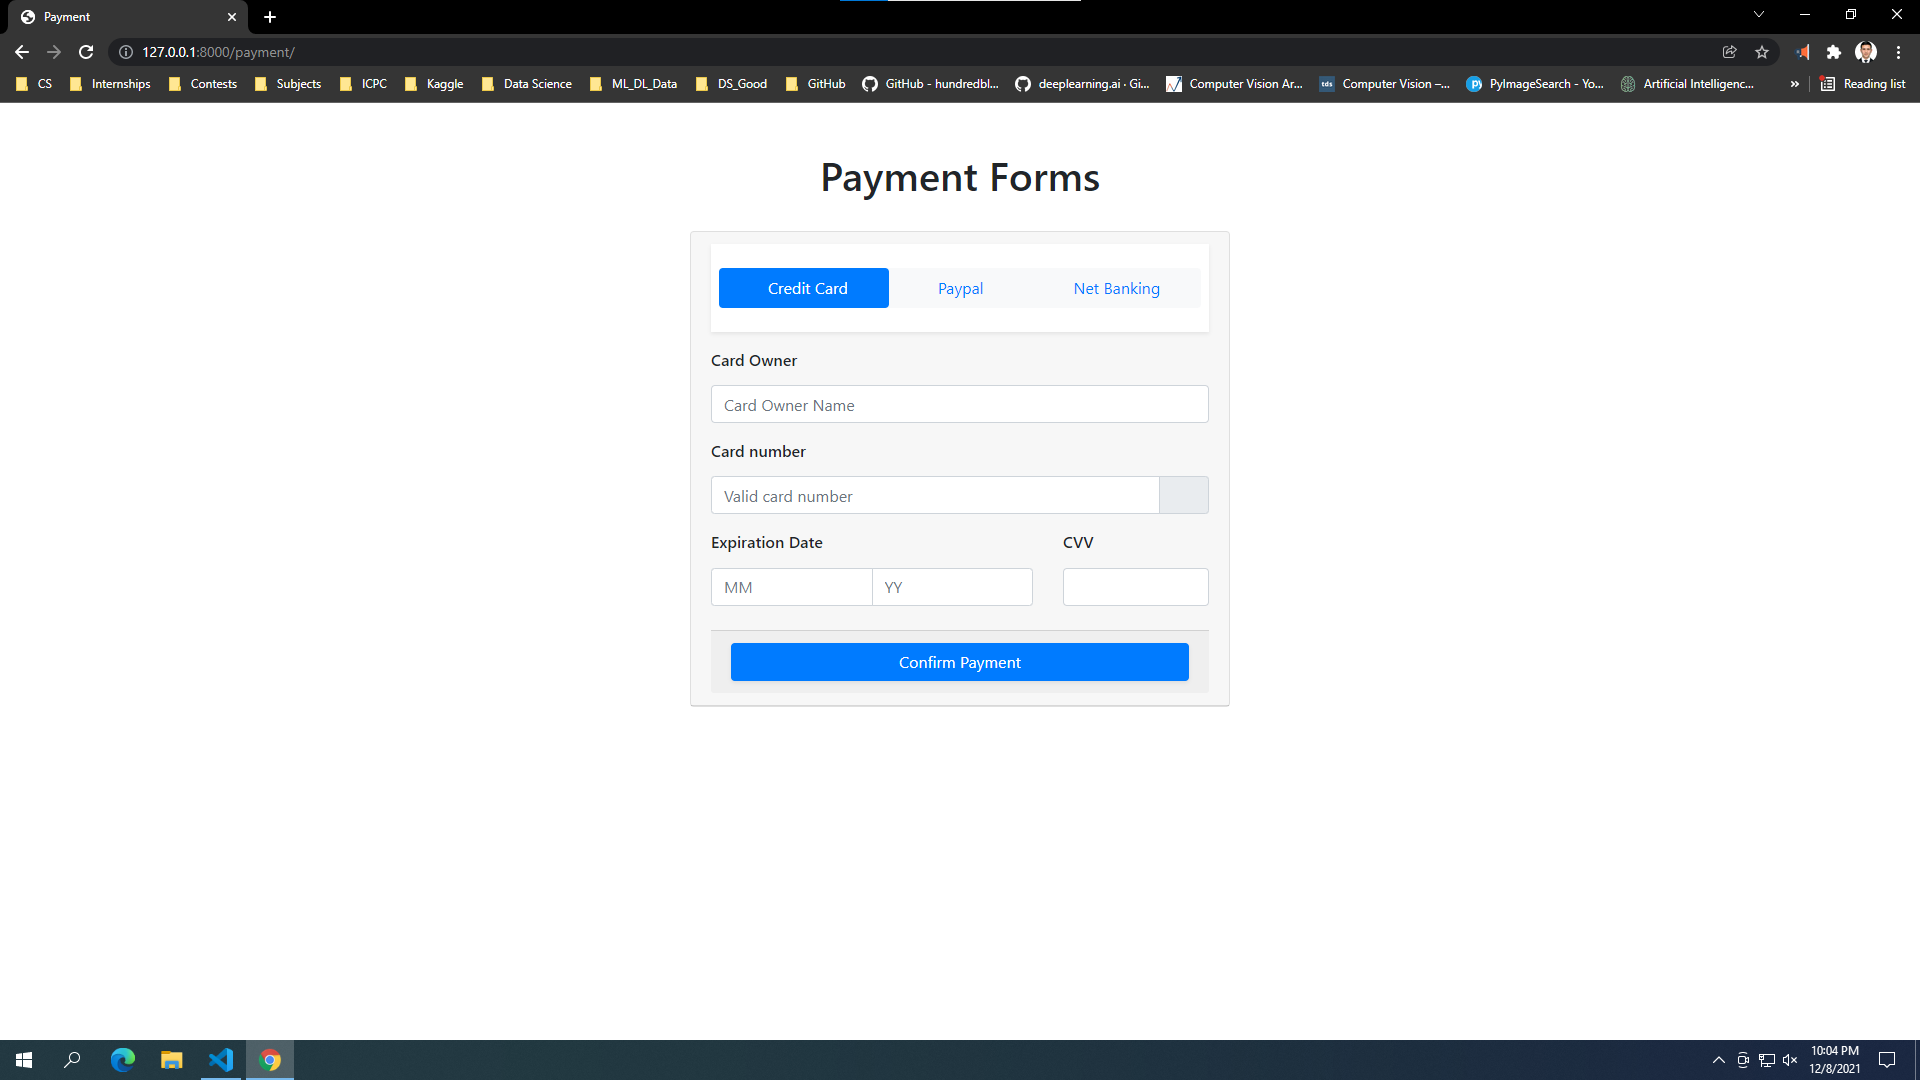 Payment
127.0.0.1:8000/payment/
CS Internships Contests Subjects ICPC Kaggle Data Science ML_DL_Data DS_Good GitHub GitHub - hundredbl... deeplearning.ai · Gi... Computer Vision Ar... tds Computer Vision –... py PyImageSearch - Yo... Artificial Intelligenc... » Reading list
Payment Forms
Credit Card Paypal Net Banking
Card Owner
Card Owner Name
Card number
Valid card number
Expiration Date CVV
MM YY
Confirm Payment
10:04 PM
12/8/2021